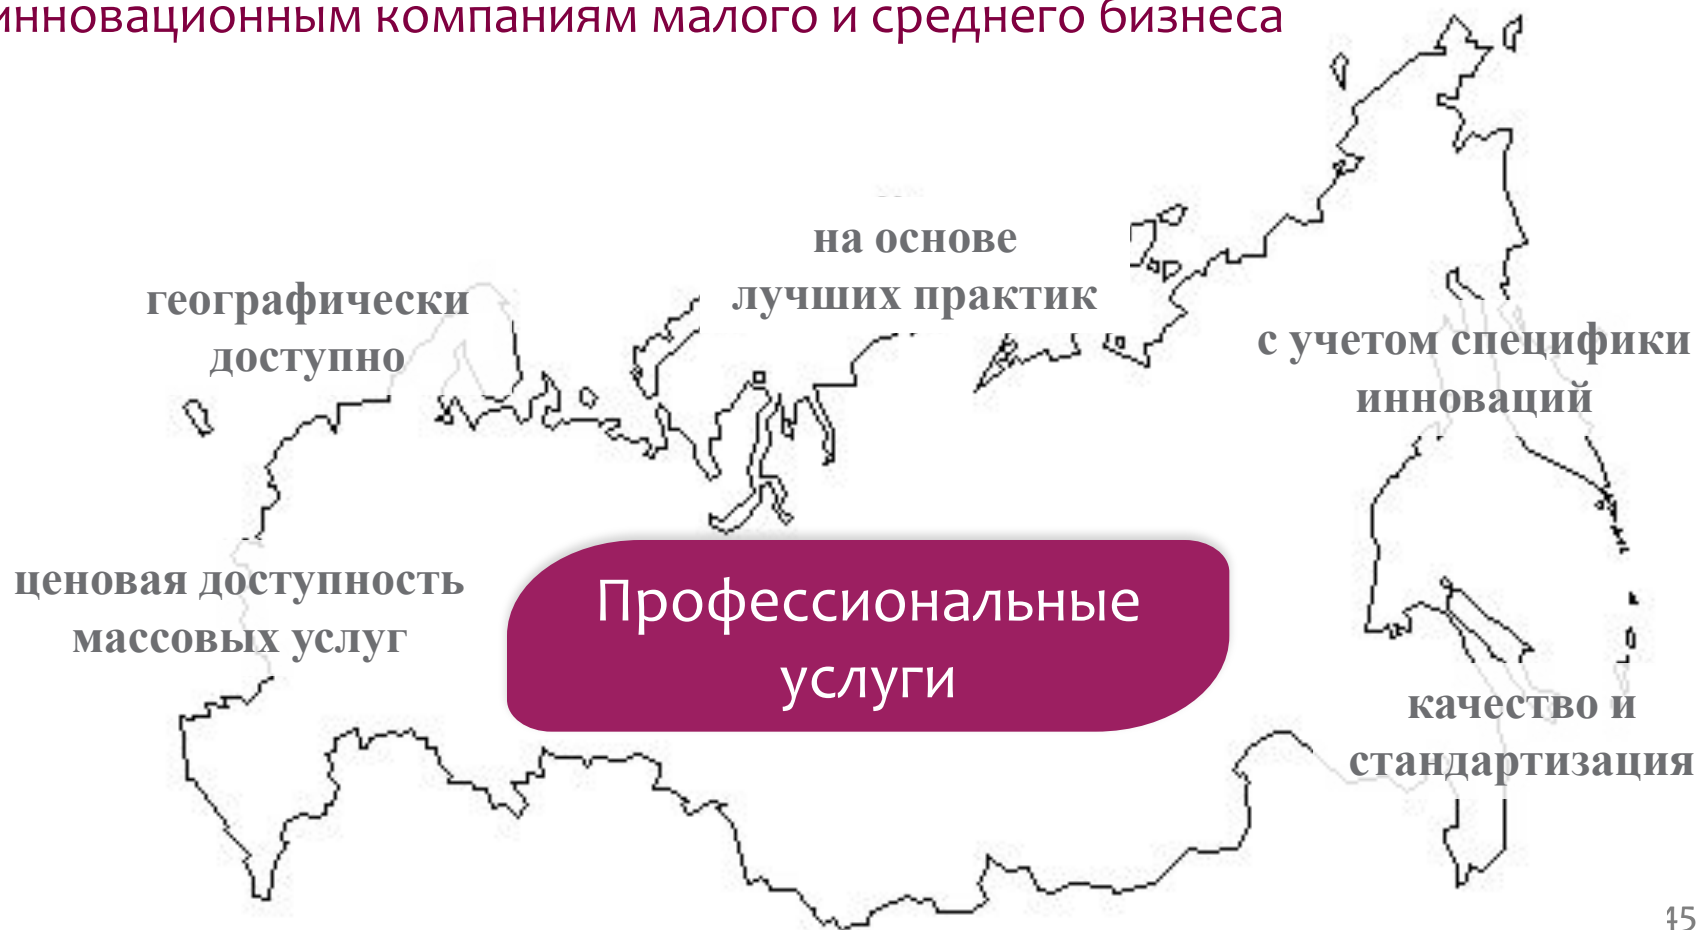 инновационным компаниям малого и среднего бизнеса
на основе
лучших практик
географически
доступно
с учетом специфики
инноваций
ценовая доступность
массовых услуг
Профессиональные
услуги
качество и
стандартизация
45